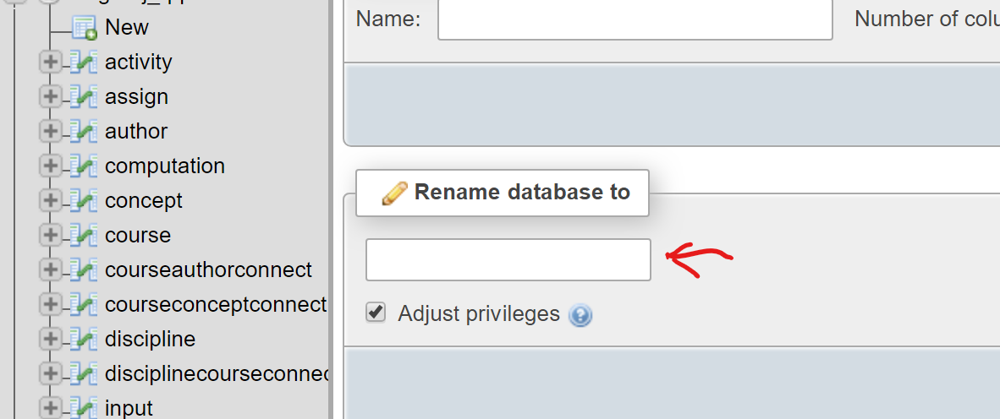 New
activity
assign
author
computation
concept
course
courseauthorconnect
courseconceptconnect
discipline
disciplinecourseconnec
input
Name:
Number of colu
Rename database to
Adjust privileges